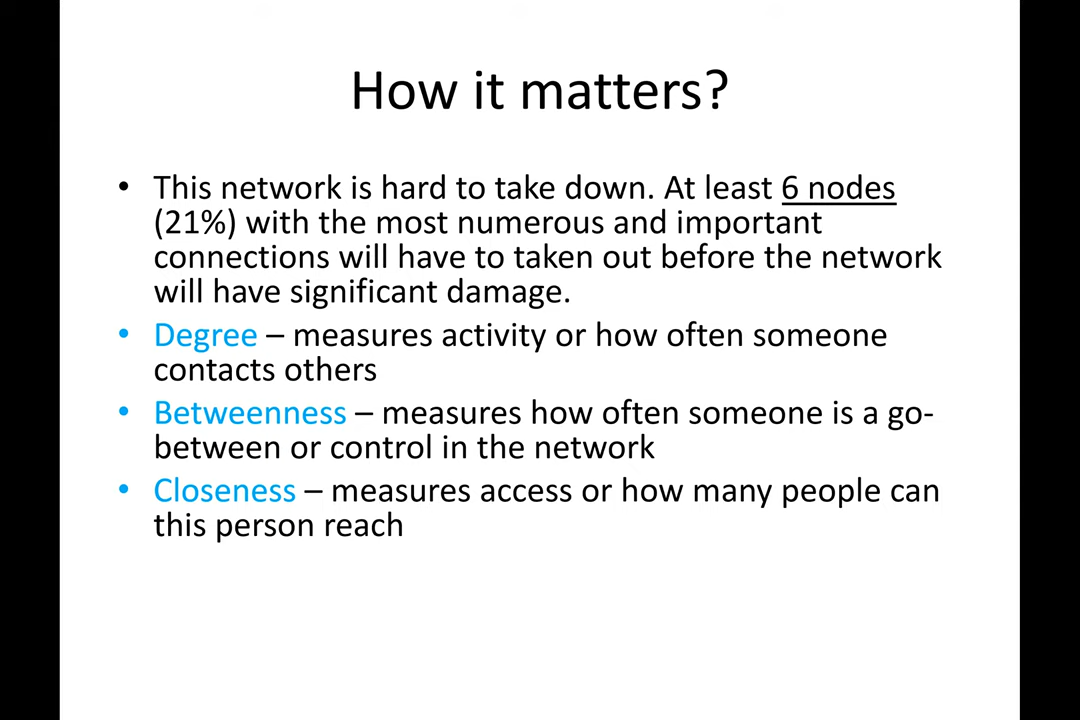 How it matters?
• This network is hard to take down. At least 6 nodes
(21%) with the most numerous and important
connections will have to taken out before the network
will have significant damage.
• Degree – measures activity or how often someone
contacts others
• Betweenness – measures how often someone is a go-
between or control in the network
• Closeness – measures access or how many people can
this person reach